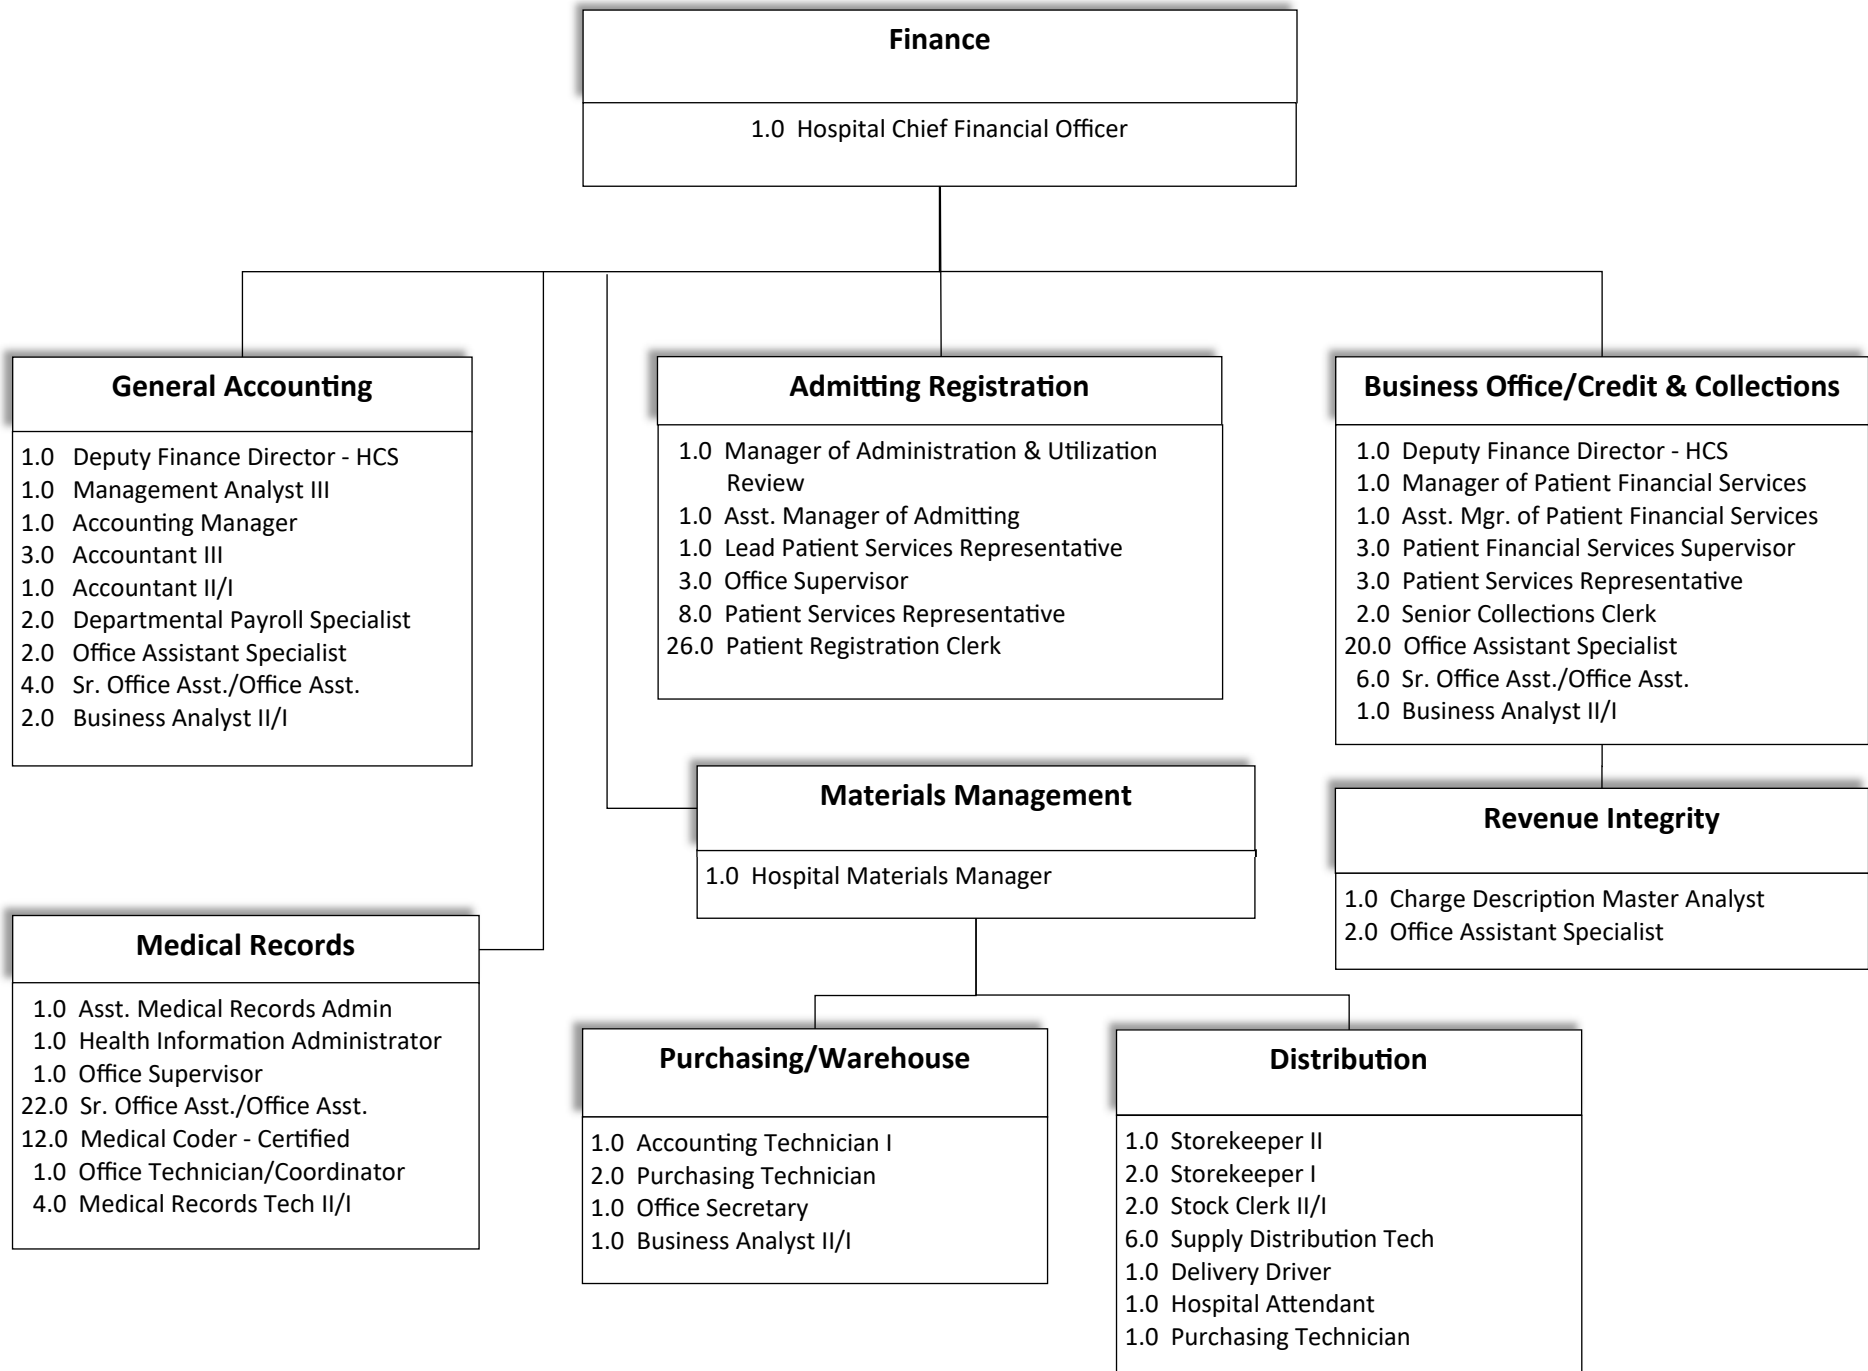 Finance
1.0 Hospital Chief Financial Officer
General Accounting
1.0 Deputy Finance Director - HCS
1.0 Management Analyst III
1.0 Accounting Manager
3.0 Accountant III
1.0 Accountant II/I
2.0 Departmental Payroll Specialist
2.0 Office Assistant Specialist
4.0 Sr. Office Asst./Office Asst.
2.0 Business Analyst II/I
Admitting Registration
1.0 Manager of Administration & Utilization
Review
1.0 Asst. Manager of Admitting
1.0 Lead Patient Services Representative
3.0 Office Supervisor
8.0 Patient Services Representative
26.0 Patient Registration Clerk
Business Office/Credit & Collections
1.0 Deputy Finance Director - HCS
1.0 Manager of Patient Financial Services
1.0 Asst. Mgr. of Patient Financial Services
3.0 Patient Financial Services Supervisor
3.0 Patient Services Representative
2.0 Senior Collections Clerk
20.0 Office Assistant Specialist
6.0 Sr. Office Asst./Office Asst.
1.0 Business Analyst II/I
Materials Management
1.0 Hospital Materials Manager
Revenue Integrity
1.0 Charge Description Master Analyst
2.0 Office Assistant Specialist
Medical Records
1.0 Asst. Medical Records Admin
1.0 Health Information Administrator
1.0 Office Supervisor
22.0 Sr. Office Asst./Office Asst.
12.0 Medical Coder - Certified
1.0 Office Technician/Coordinator
4.0 Medical Records Tech II/I
Purchasing/Warehouse
1.0 Accounting Technician I
2.0 Purchasing Technician
1.0 Office Secretary
1.0 Business Analyst II/I
Distribution
1.0 Storekeeper II
2.0 Storekeeper I
2.0 Stock Clerk II/I
6.0 Supply Distribution Tech
1.0 Delivery Driver
1.0 Hospital Attendant
1.0 Purchasing Technician